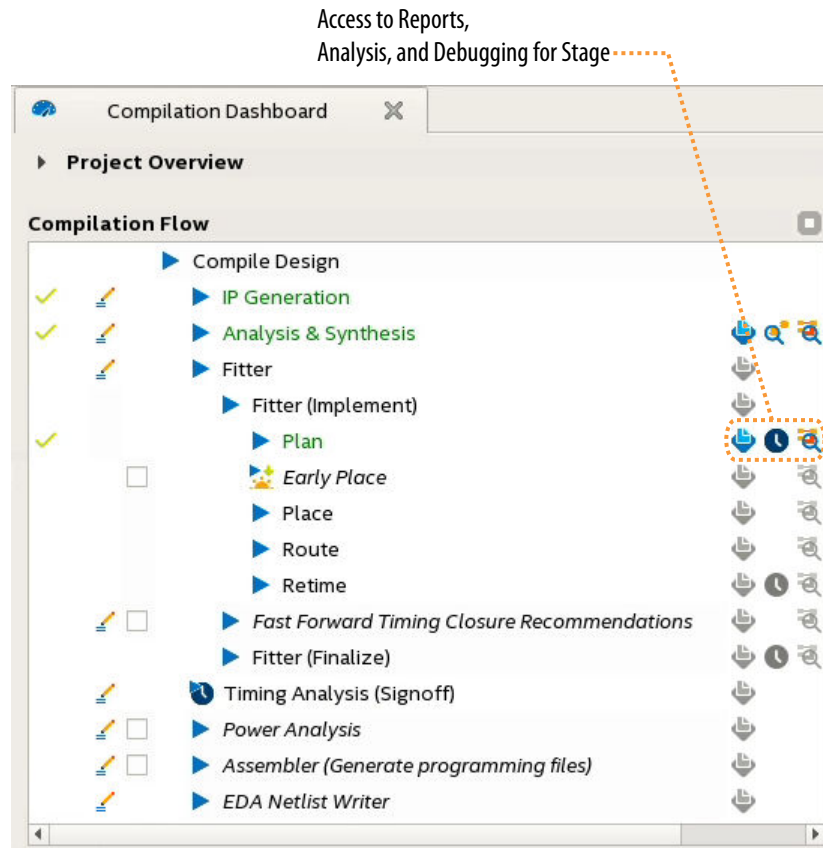 Access to Reports,
Analysis, and Debugging for Stage
Compilation Dashboard
Project Overview
Compilation Flow
Compile Design
IP Generation
Analysis & Synthesis
Fitter
Fitter (Implement)
Plan
Early Place
Place
Route
Retime
Fast Forward Timing Closure Recommendations
Fitter (Finalize)
Timing Analysis (Signoff)
Power Analysis
Assembler (Generate programming files)
EDA Netlist Writer